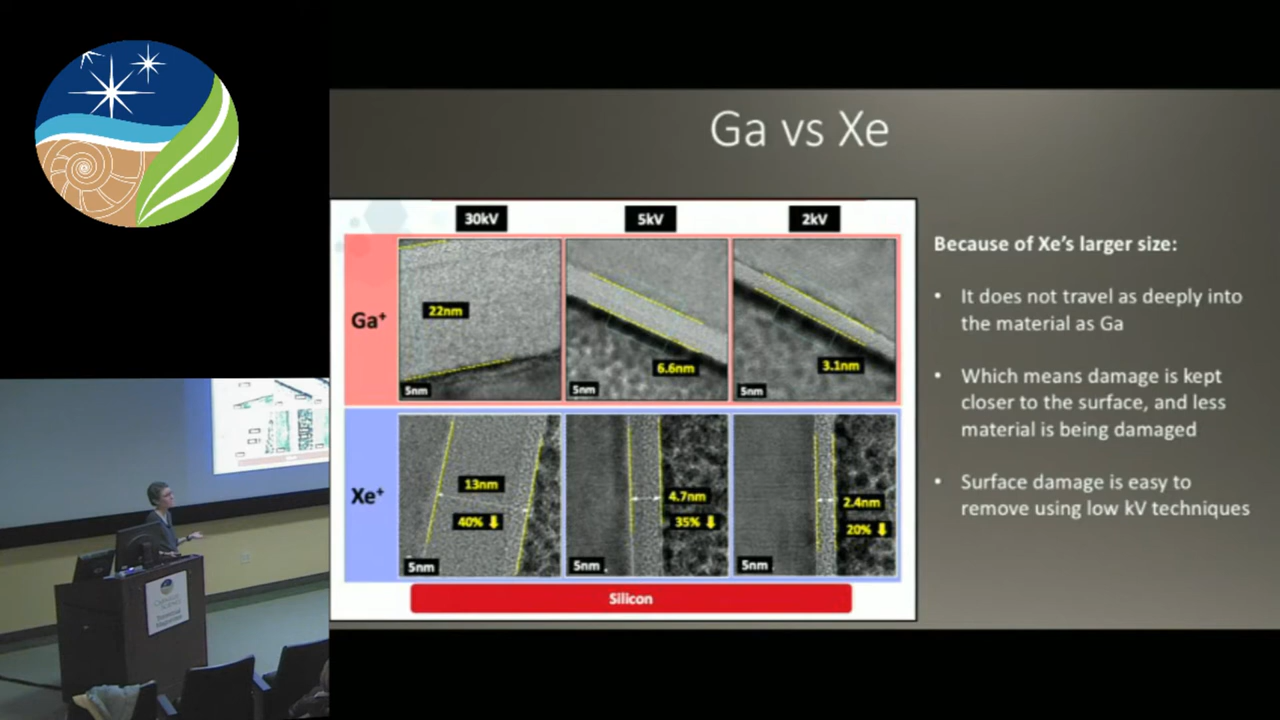 Ga vs Xe
30kV
5kV
2kV
Ga⁺
22nm
5nm
6.6nm
5nm
3.1nm
5nm
Xe⁺
13nm
40% ⬇
5nm
4.7nm
35% ⬇
5nm
2.4nm
20% ⬇
5nm
Silicon
Because of Xe's larger size:
• It does not travel as deeply into
the material as Ga
• Which means damage is kept
closer to the surface, and less
material is being damaged
• Surface damage is easy to
remove using low kV techniques